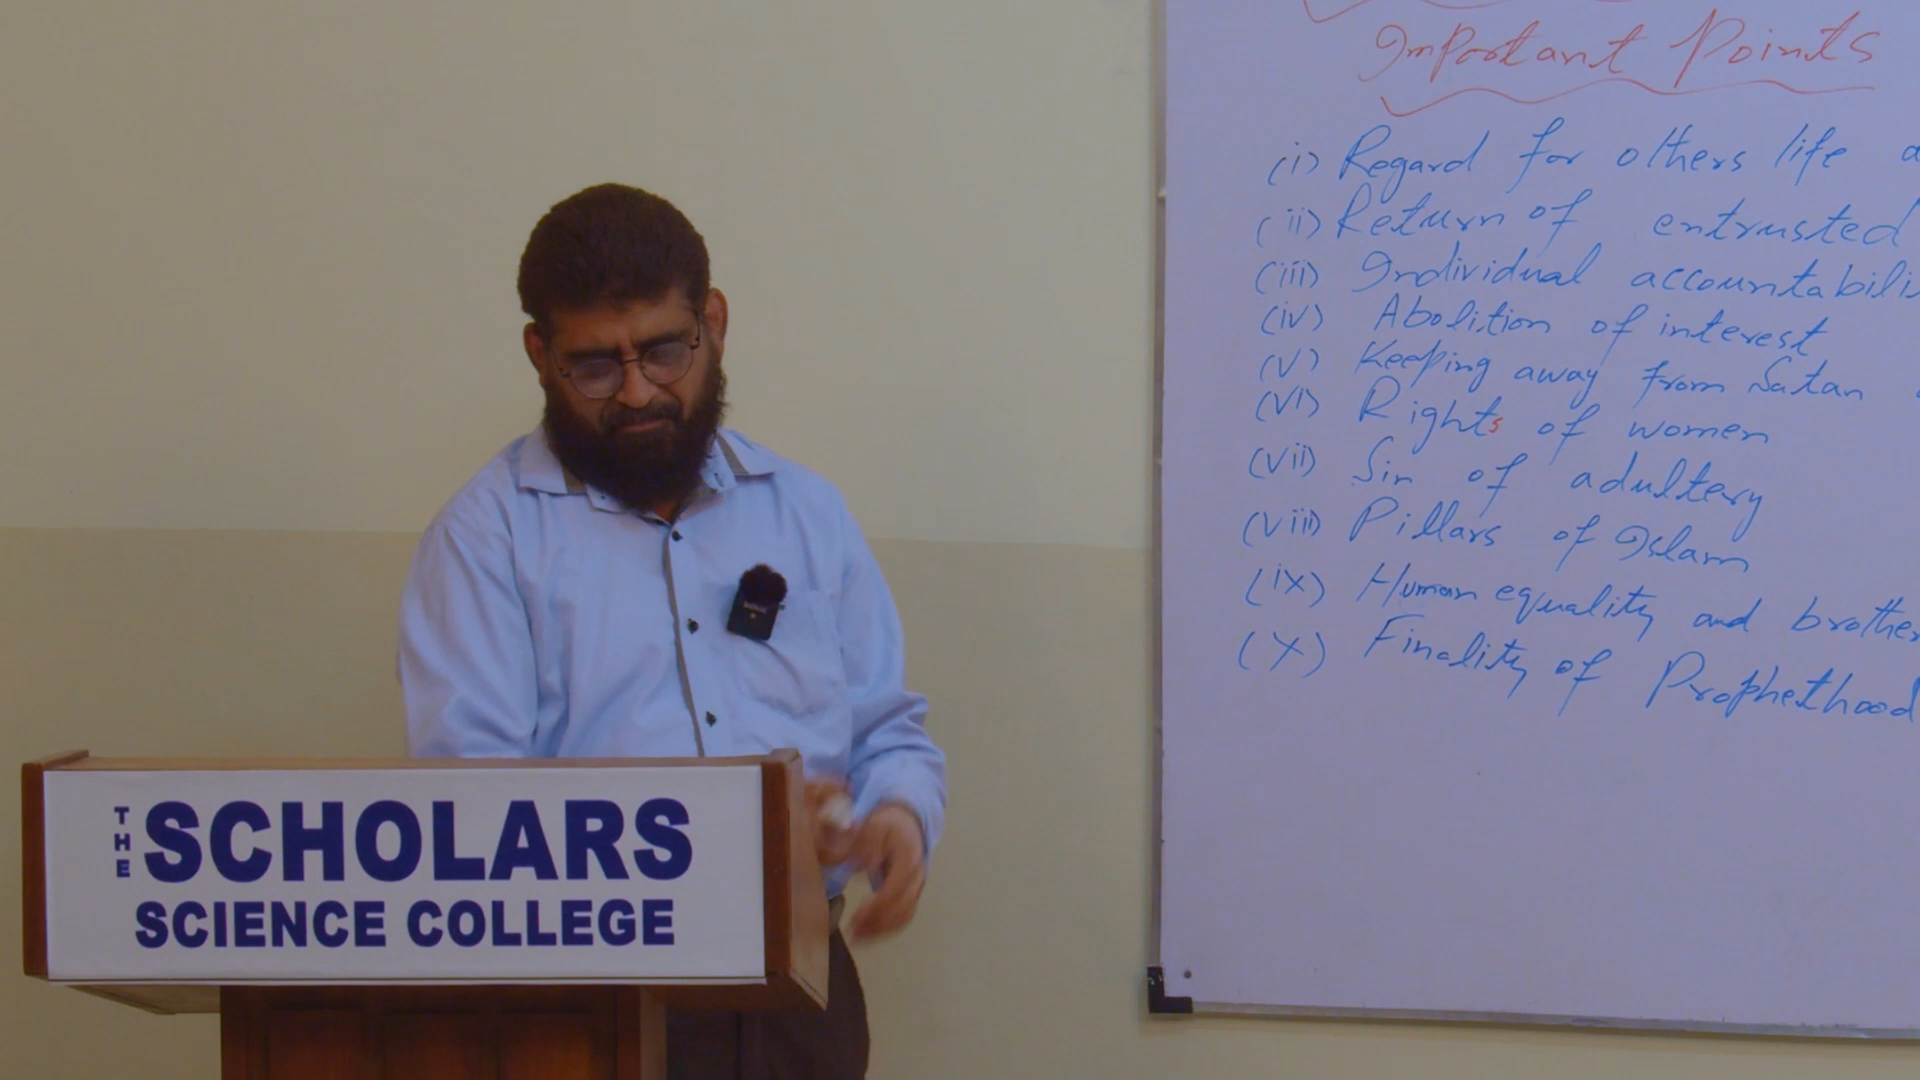 Important Points
(i) Regard for others life
(ii) Return of entrusted
(iii) Individual accountabili
(iv) Abolition of interest
(v) Keeping away from Satan
(vi) Rights of women
(vii) Sin of adultery
(viii) Pillars of Islam
(ix) Human equality and brother
(x) Finality of Prophethood
THE SCHOLARS
SCIENCE COLLEGE